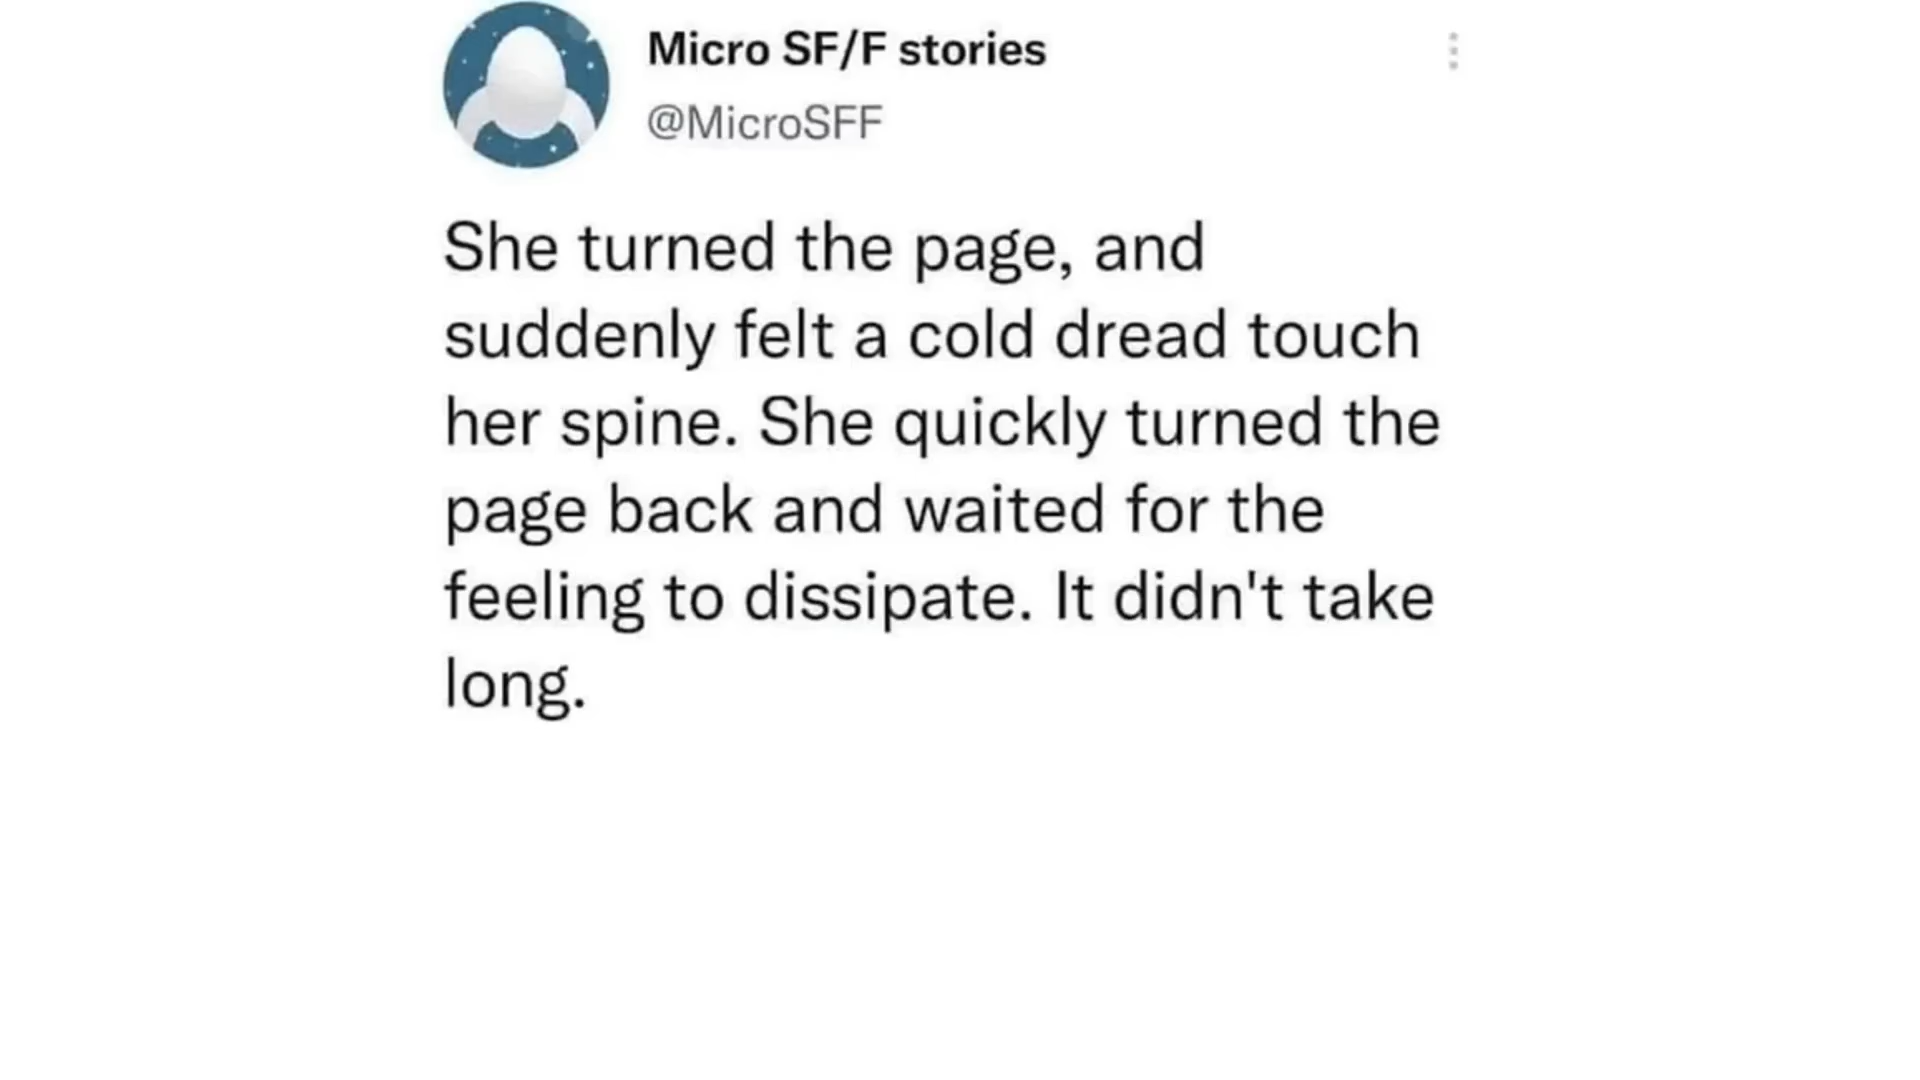 Micro SF/F stories
@MicroSFF
She turned the page, and
suddenly felt a cold dread touch
her spine. She quickly turned the
page back and waited for the
feeling to dissipate. It didn't take
long.